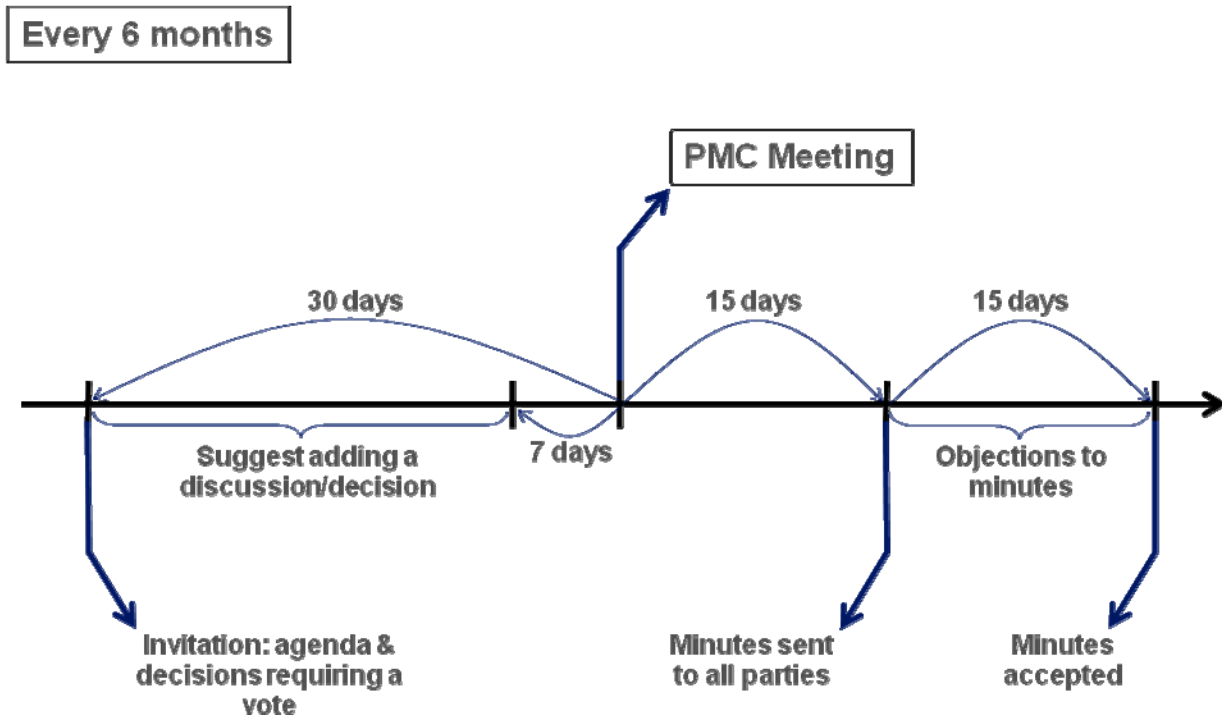 Every 6 months
PMC Meeting
30 days
15 days
15 days
Suggest adding a
discussion/decision
7 days
Objections to
minutes
Invitation: agenda &
decisions requiring a
vote
Minutes sent
to all parties
Minutes
accepted